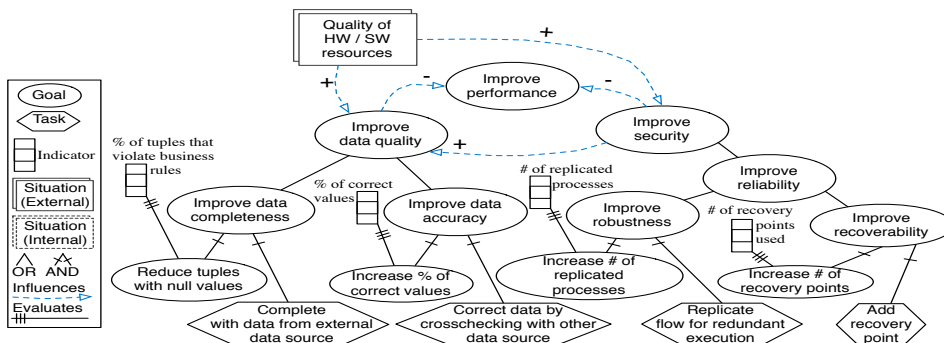 Quality of
HW / SW
resources
+
+
-
-
Improve
performance
Goal
Task
Indicator
Situation
(External)
Situation
(Internal)
OR AND
Influences
Evaluates
Improve
data quality
+
Improve
security
% of tuples that
violate business
rules
Improve data
completeness
% of correct
values
Improve data
accuracy
# of replicated
processes
Improve
robustness
Improve
reliability
# of recovery
points
used
Improve
recoverability
Reduce tuples
with null values
Increase % of
correct values
Increase # of
replicated
processes
Increase # of
recovery points
Complete
with data from external
data source
Correct data by
crosschecking with other
data source
Replicate
flow for redundant
execution
Add
recovery
point